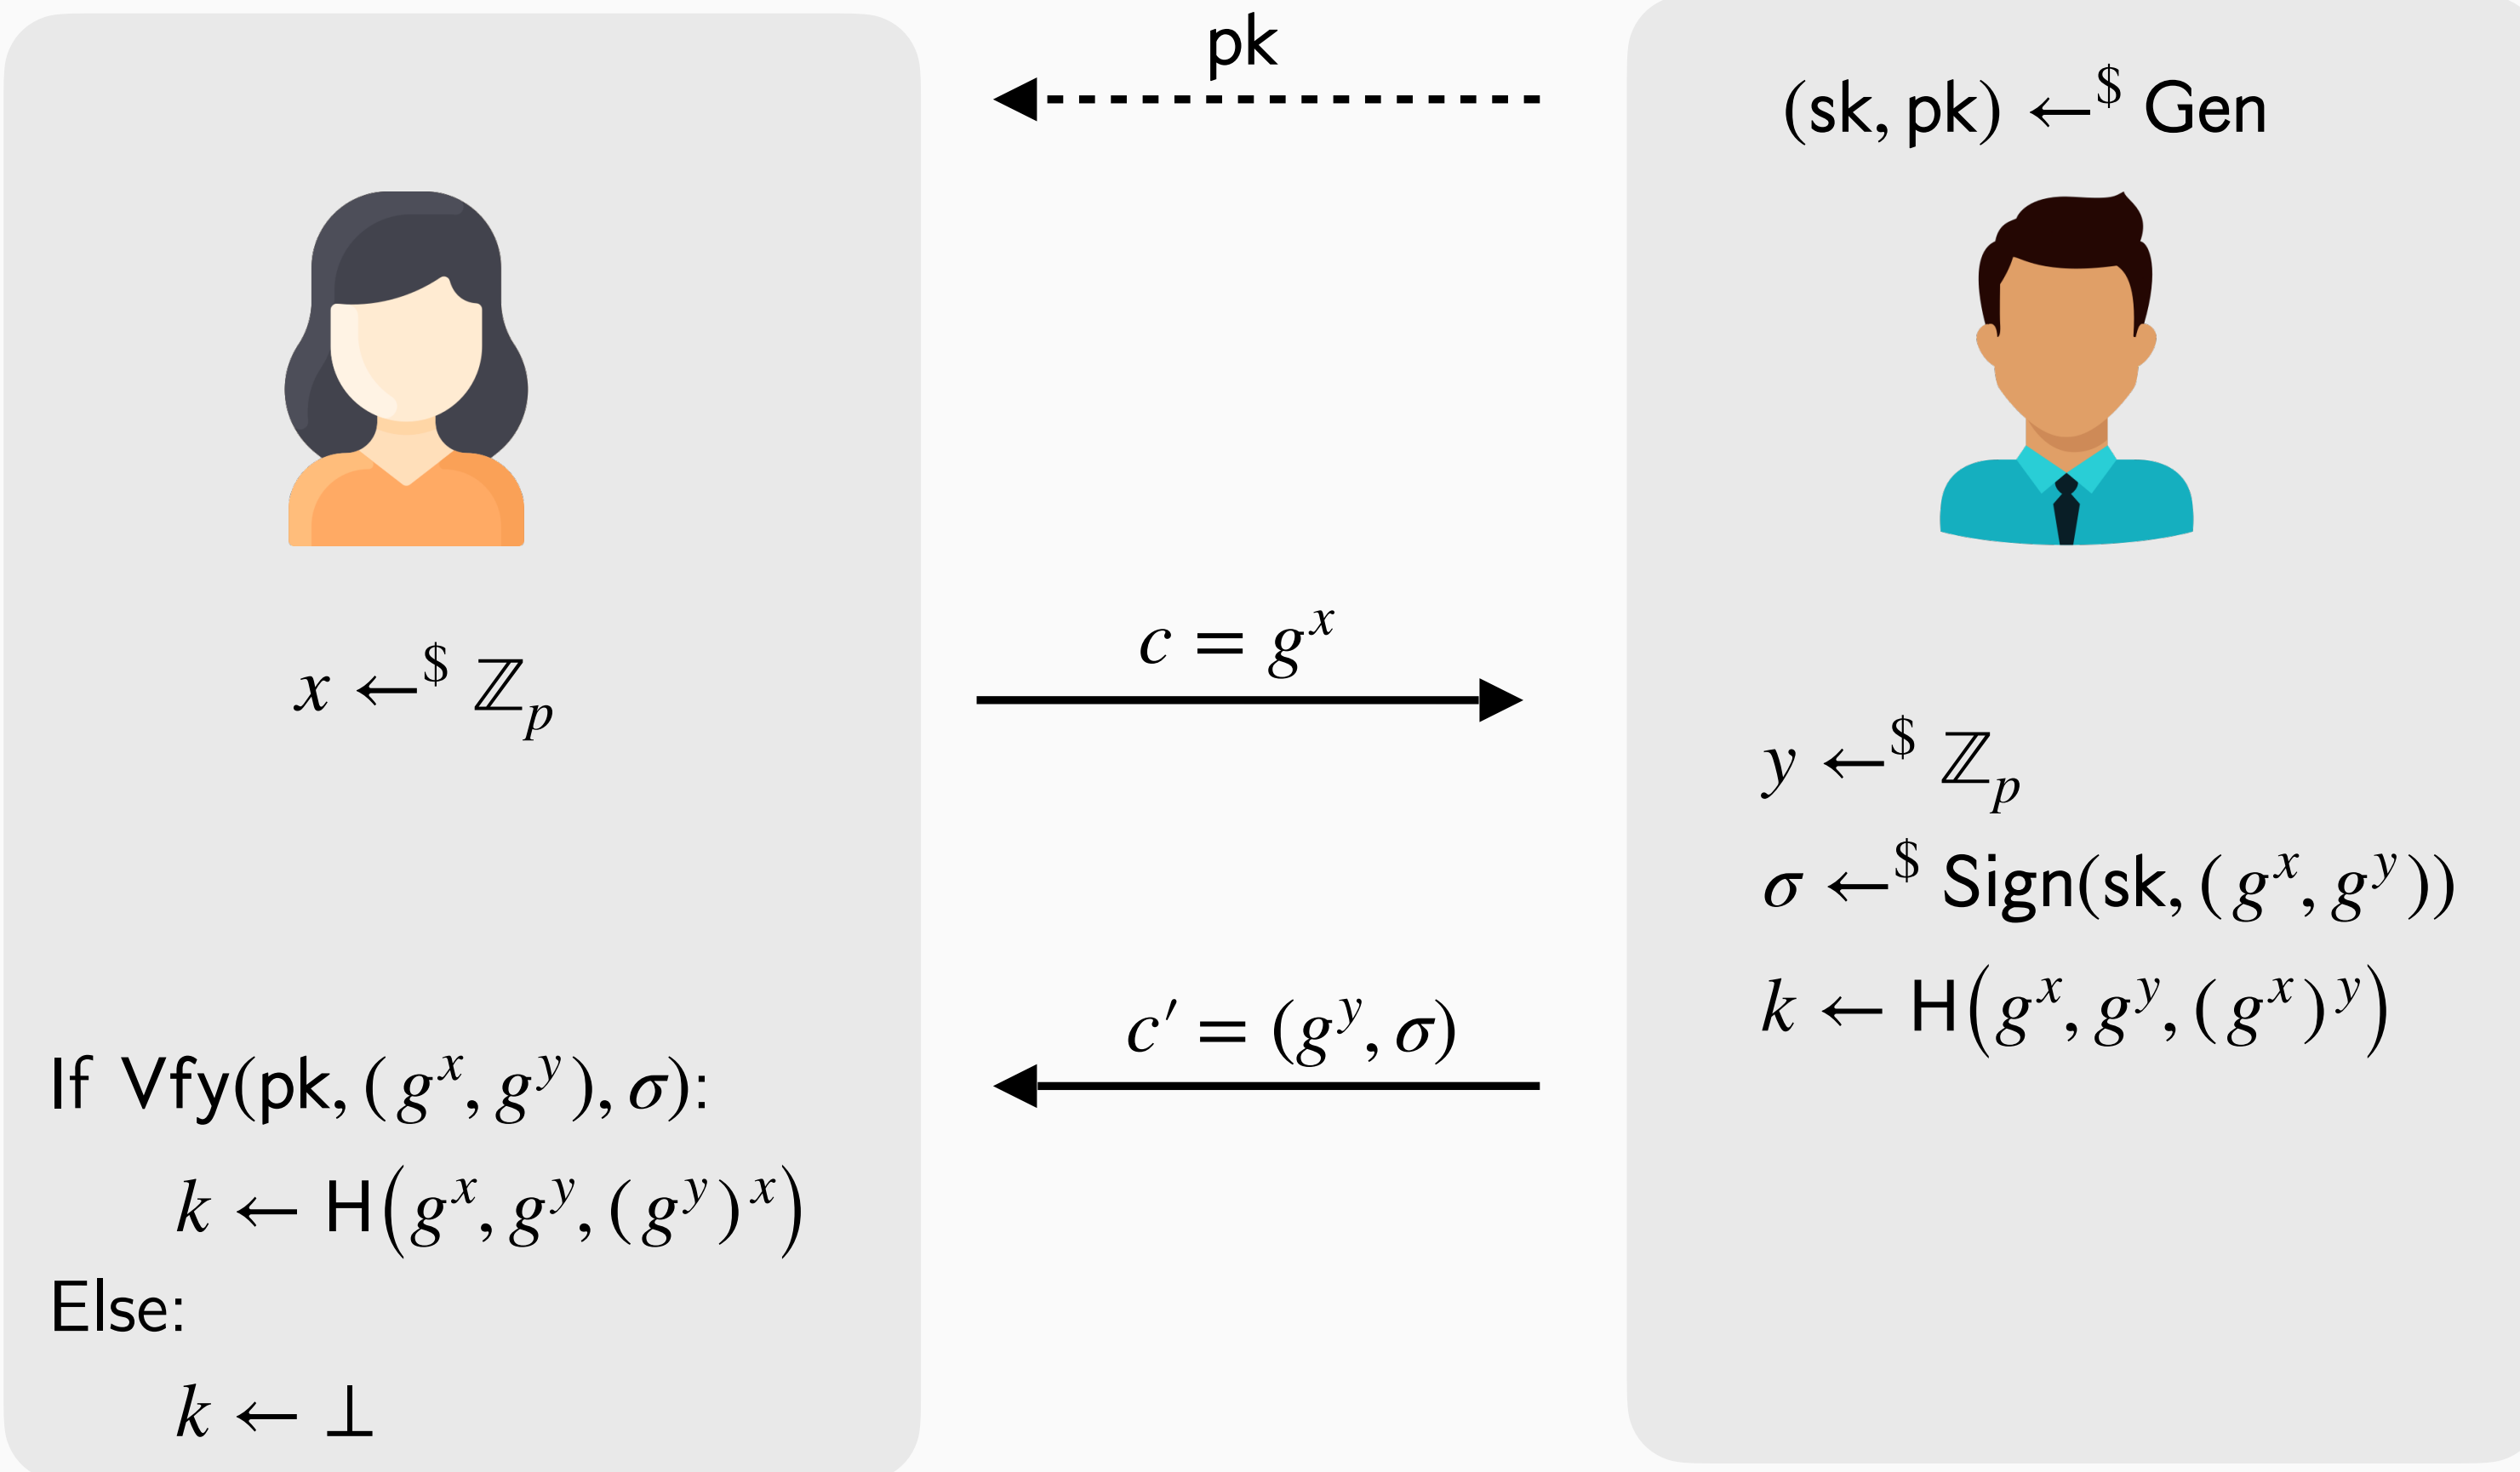 pk
(sk, pk) ←$ Gen
c = g^x
x ←$ ℤ_p
y ←$ ℤ_p
σ ←$ Sign(sk, (g^x, g^y))
k ← H(g^x, g^y, (g^x)^y)
c′ = (g^y, σ)
If Vfy(pk, (g^x, g^y), σ):
k ← H(g^x, g^y, (g^y)^x)
Else:
k ← ⊥